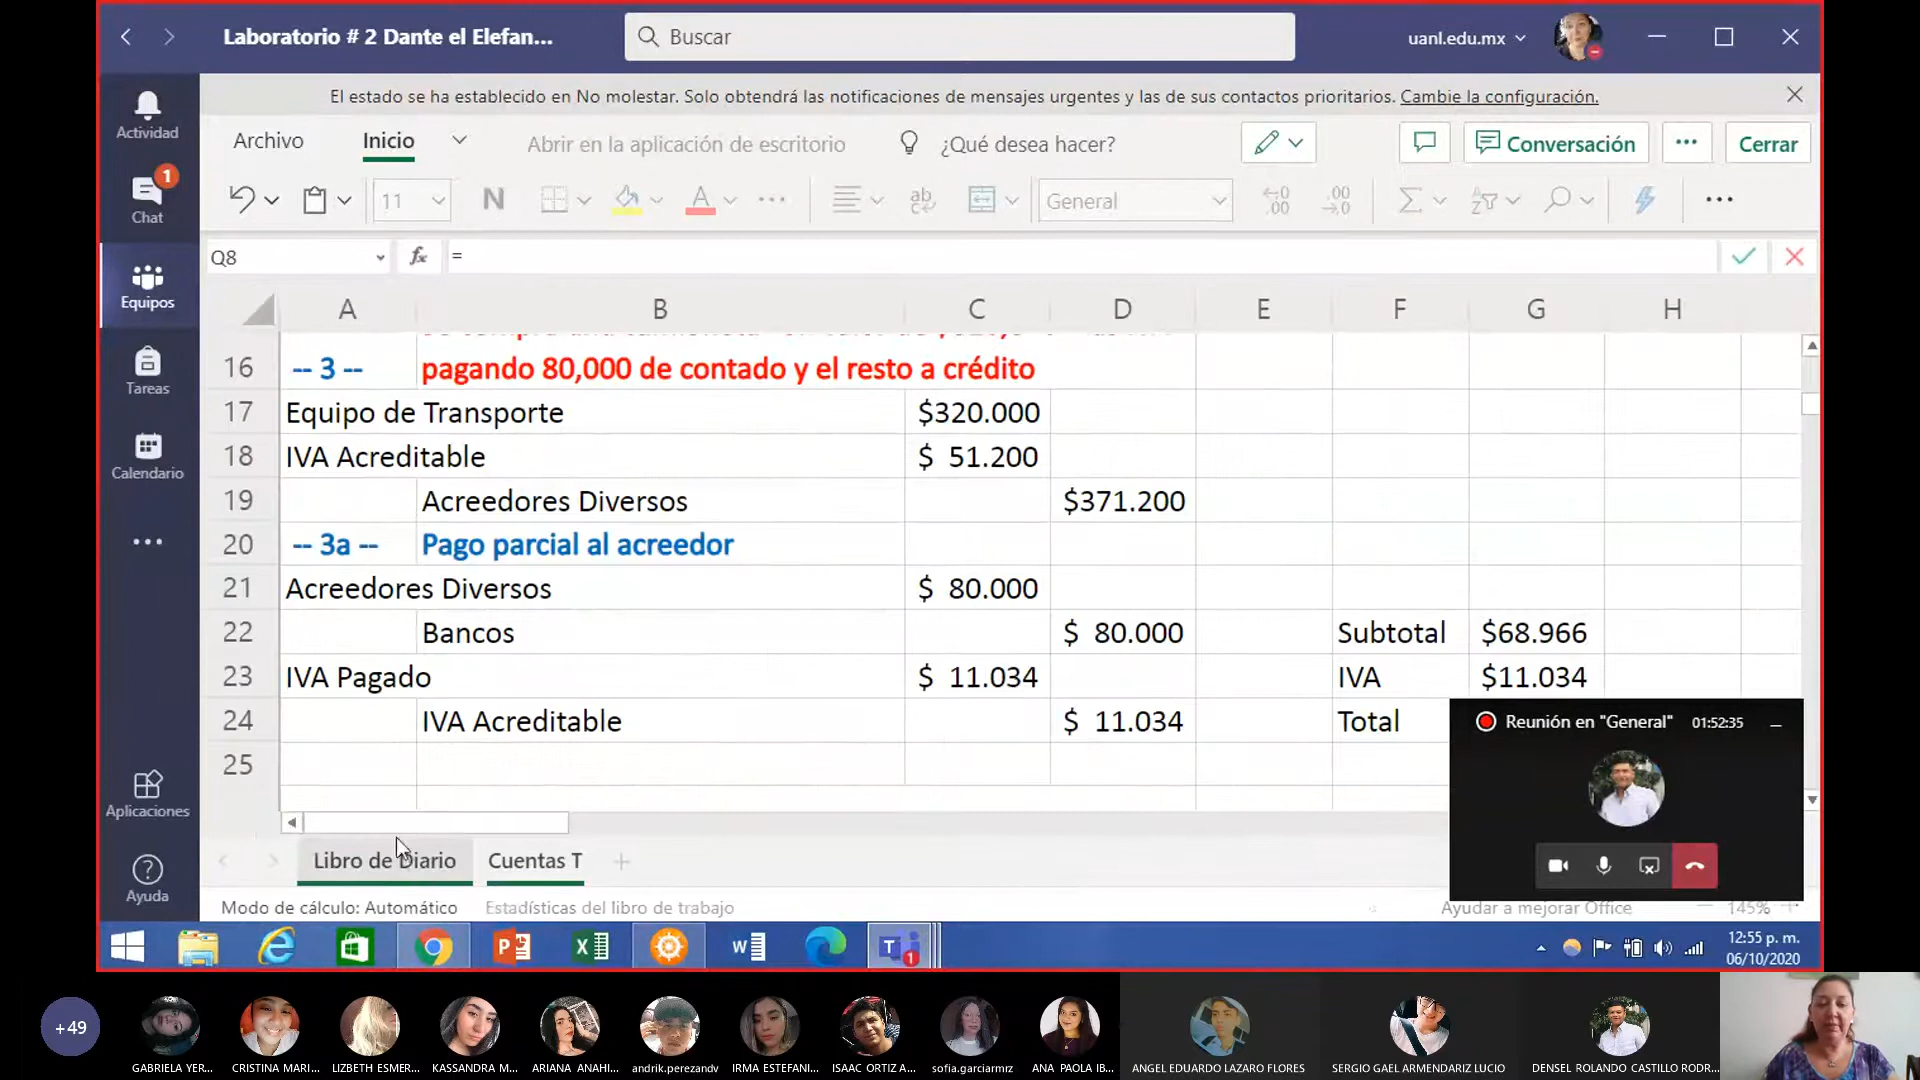 Laboratorio # 2 Dante el Elefan...
Buscar
uanl.edu.mx
El estado se ha establecido en No molestar. Solo obtendrá las notificaciones de mensajes urgentes y las de sus contactos prioritarios. Cambie la configuración.
Actividad
Chat
1
Equipos
Tareas
Calendario
Aplicaciones
Ayuda
Archivo
Inicio
Abrir en la aplicación de escritorio
¿Qué desea hacer?
Conversación
Cerrar
11
N
A
ab
General
Q8
fx
=
A B C D E F G H
16 -- 3 -- pagando 80,000 de contado y el resto a crédito
17 Equipo de Transporte $320.000
18 IVA Acreditable $ 51.200
19 Acreedores Diversos $371.200
20 -- 3a -- Pago parcial al acreedor
21 Acreedores Diversos $ 80.000
22 Bancos $ 80.000 Subtotal $68.966
23 IVA Pagado $ 11.034 IVA $11.034
24 IVA Acreditable $ 11.034 Total
25
Reunión en "General" 01:52:35
Libro de Diario
Cuentas T
Modo de cálculo: Automático
Estadísticas del libro de trabajo
Ayudar a mejorar Office
145%
12:55 p. m.
06/10/2020
+49
GABRIELA YER...
CRISTINA MARI...
LIZBETH ESMER...
KASSANDRA M...
ARIANA ANAHI...
andrik.perezandv
IRMA ESTEFANI...
ISAAC ORTIZ A...
sofia.garciarmrz
ANA PAOLA IB...
ANGEL EDUARDO LAZARO FLORES
SERGIO GAEL ARMENDARIZ LUCIO
DENSEL ROLANDO CASTILLO RODR...